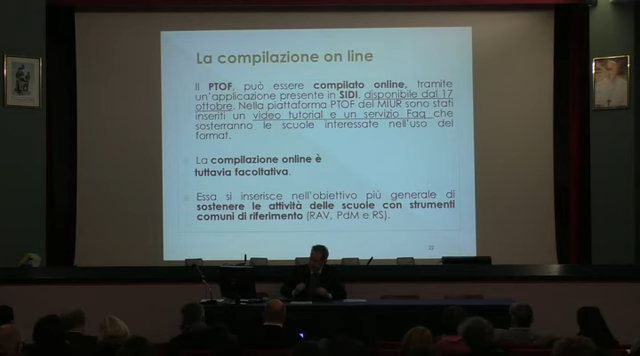 La compilazione on line
Il PTOF, può essere compilato online, tramite
un'applicazione presente in SIDI, disponibile dal 17
ottobre. Nella piattaforma PTOF del MIUR sono stati
inseriti un video tutorial e un servizio Faq che
sosterranno le scuole interessate nell'uso del
format.
La compilazione online è
tuttavia facoltativa.
Essa si inserisce nell'obiettivo più generale di
sostenere le attività delle scuole con strumenti
comuni di riferimento (RAV, PdM e RS).
22